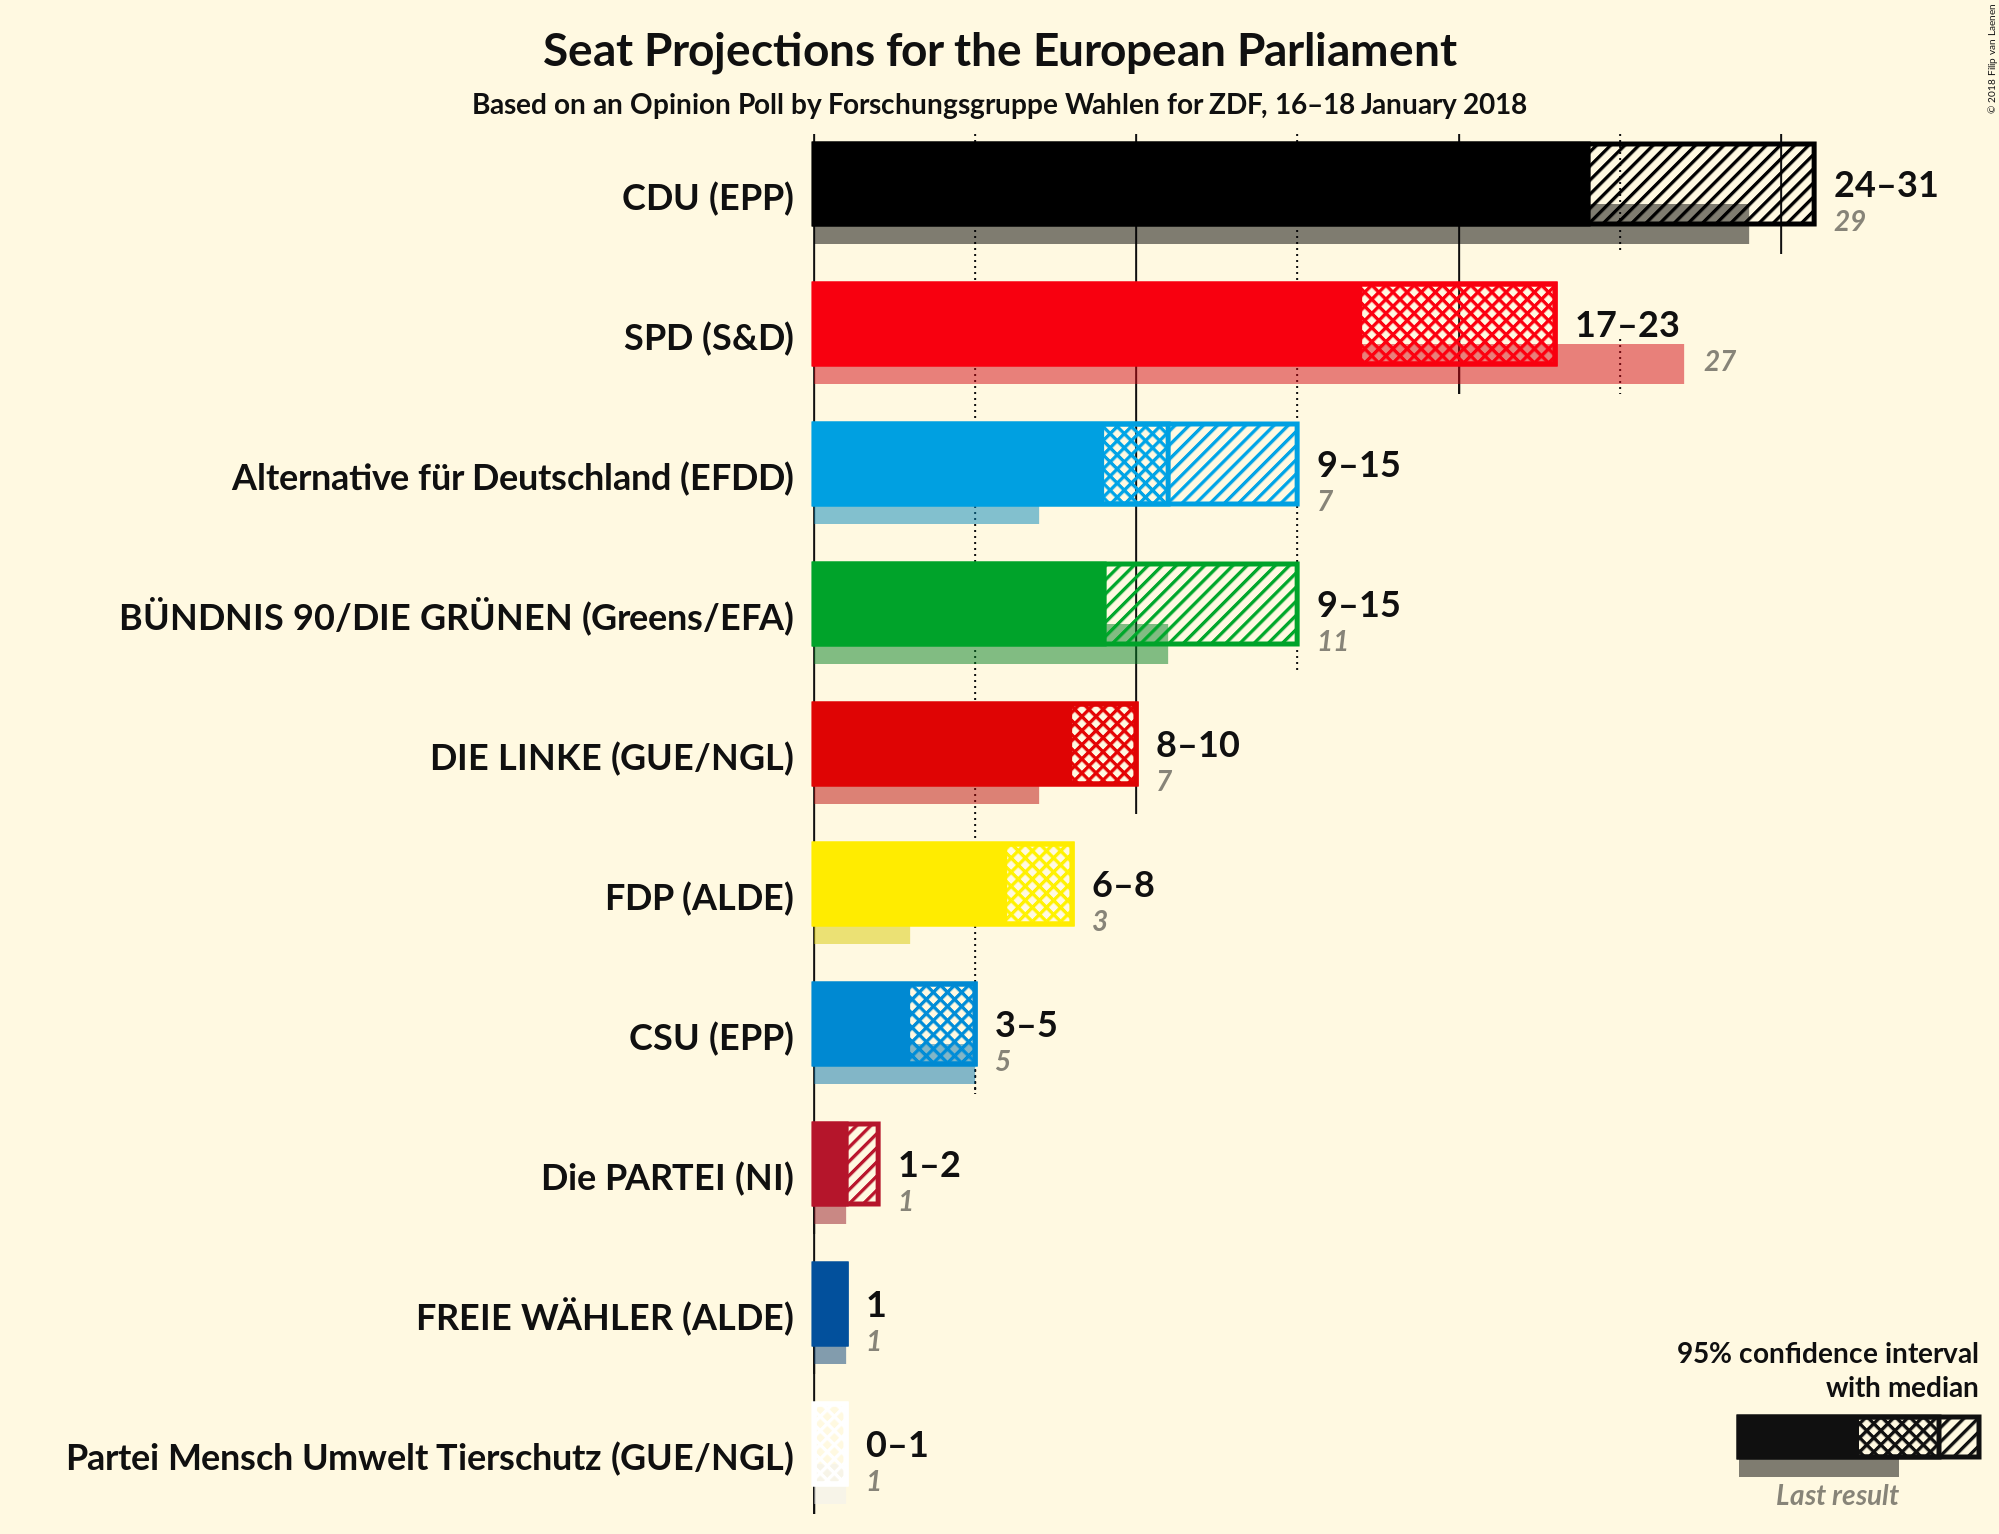 Seat Projections for the European Parliament
Based on an Opinion Poll by Forschungsgruppe Wahlen for ZDF, 16–18 January 2018
© 2018 Filip van Laenen
CDU (EPP)
24–31
29
SPD (S&D)
17–23
27
Alternative für Deutschland (EFDD)
9–15
7
BÜNDNIS 90/DIE GRÜNEN (Greens/EFA)
9–15
11
DIE LINKE (GUE/NGL)
8–10
7
FDP (ALDE)
6–8
3
CSU (EPP)
3–5
5
Die PARTEI (NI)
1–2
1
FREIE WÄHLER (ALDE)
1
1
Partei Mensch Umwelt Tierschutz (GUE/NGL)
0–1
1
95% confidence interval
with median
Last result